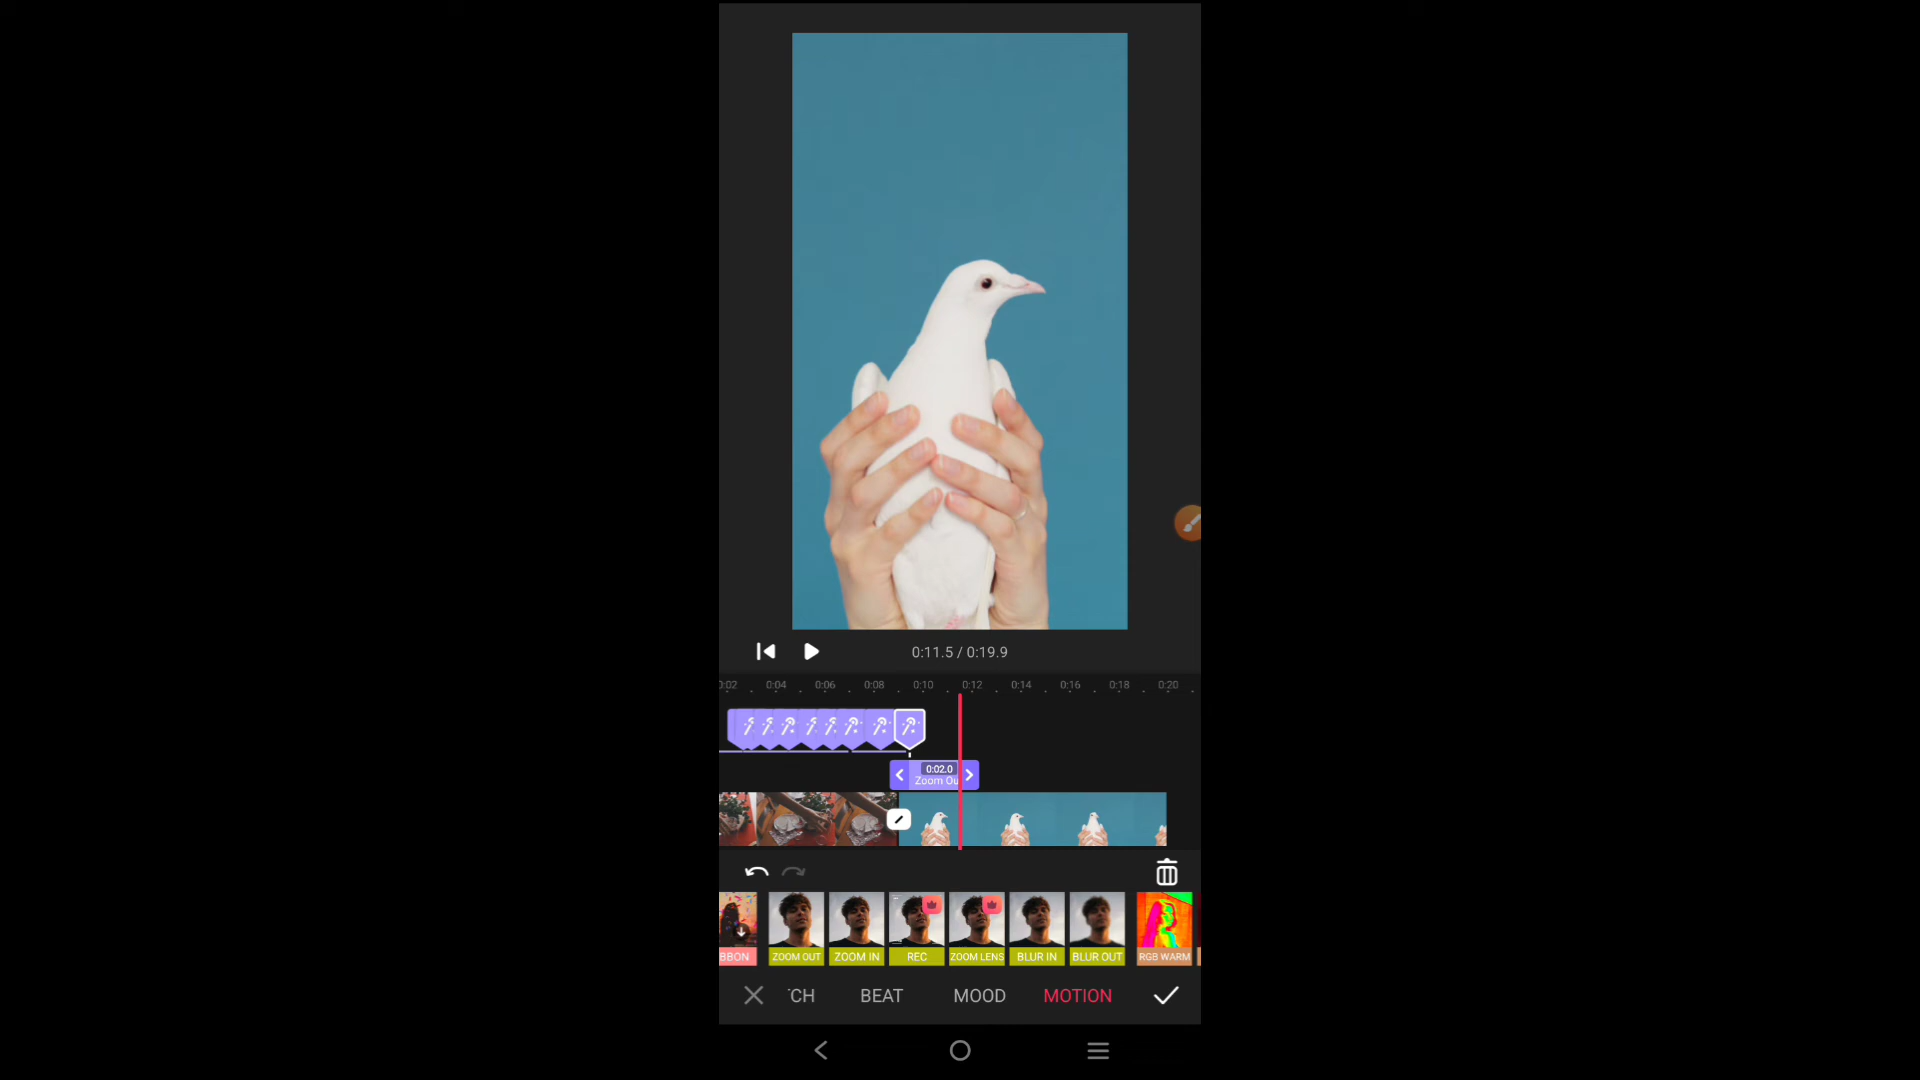 0:11.5 / 0:19.9
0:02 0:04 0:06 0:08 0:10 0:12 0:14 0:16 0:18 0:20
0:02.0
Zoom Ou
BBON ZOOM OUT ZOOM IN REC ZOOM LENS BLUR IN BLUR OUT RGB WARM
TCH BEAT MOOD MOTION